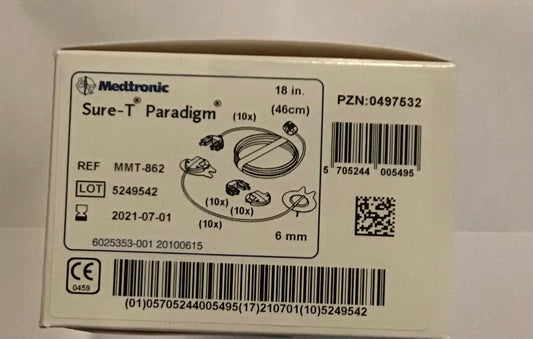 Medtronic
Sure-T® Paradigm®
18 in.
(46cm)
(10x)
PZN:0497532
REF MMT-862
LOT 5249542
2021-07-01
(10x)
(10x)
(10x)
6 mm
5 705244 005495
6025353-001 20100615
CE
0459
(01)05705244005495(17)210701(10)5249542